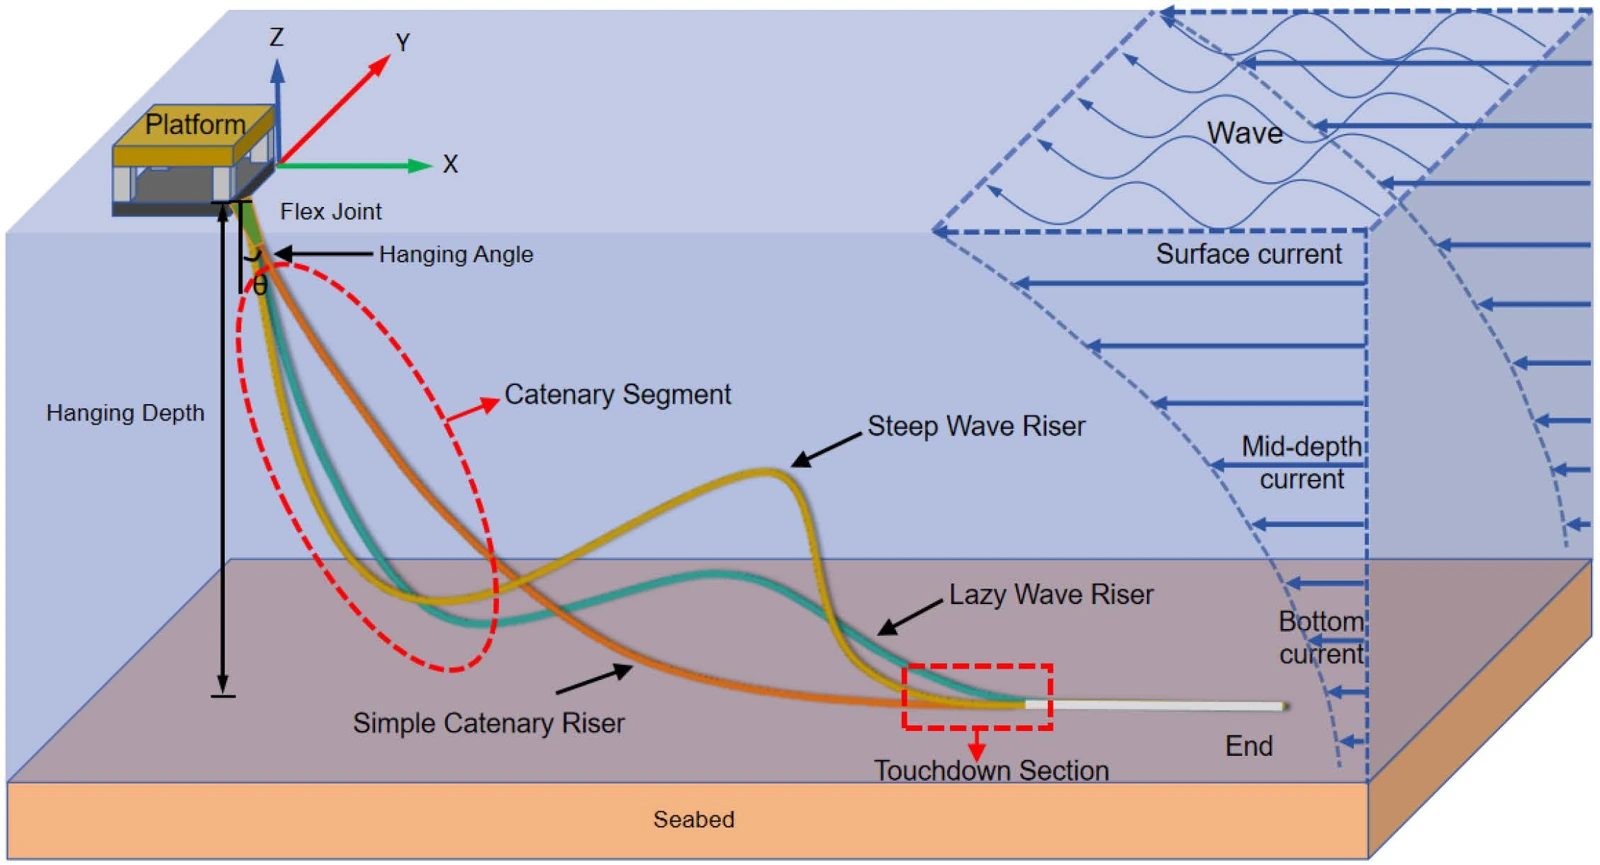 Z
Y
Platform
X
Wave
Flex Joint
Hanging Angle
Surface current
θ
Catenary Segment
Hanging Depth
Steep Wave Riser
Mid-depth
current
Lazy Wave Riser
Bottom
current
Simple Catenary Riser
End
Touchdown Section
Seabed